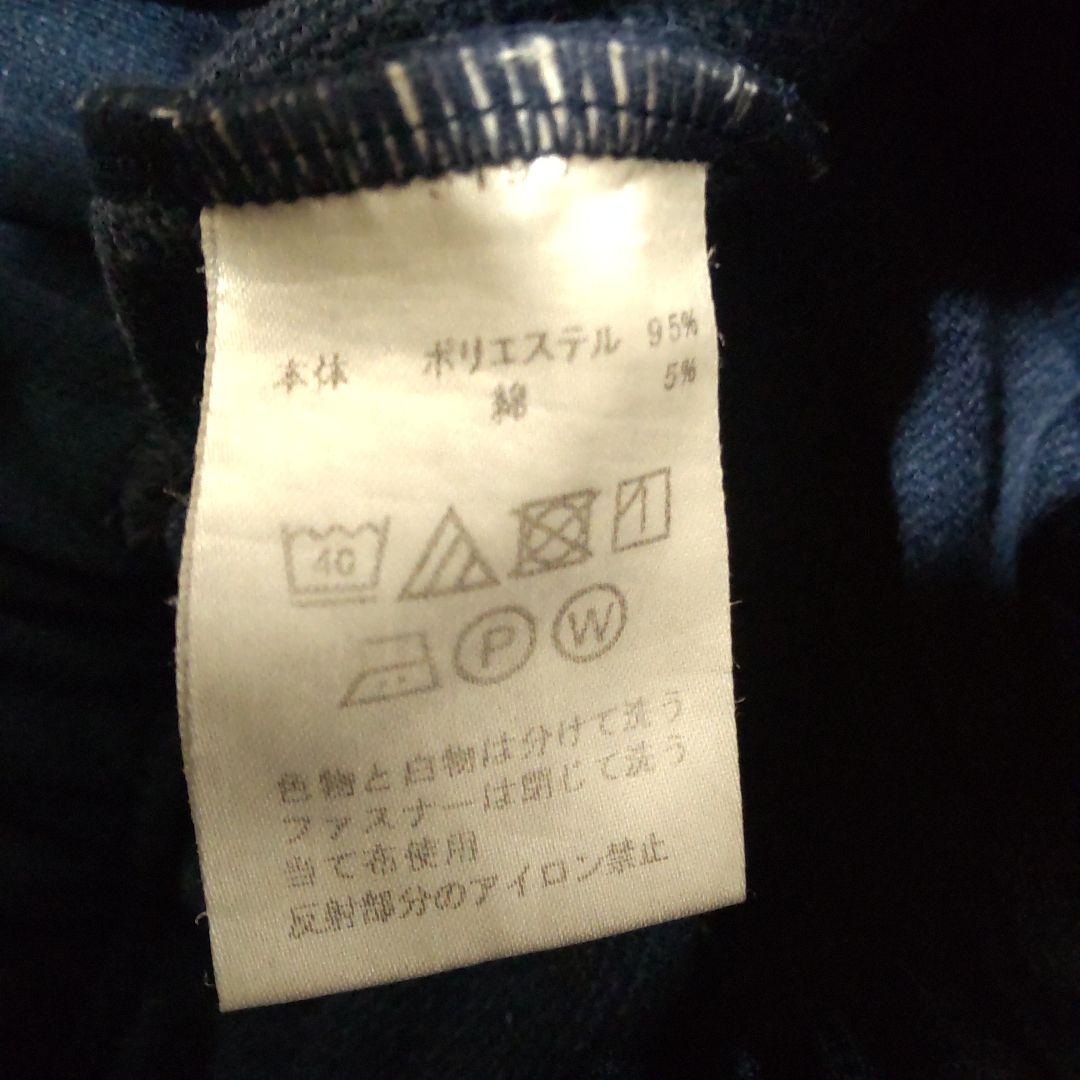 本体 ポリエステル 95%
綿 5%
40
P W
色物と白物は分けて洗う
ファスナーは閉じて洗う
当て布使用
反射部分のアイロン禁止